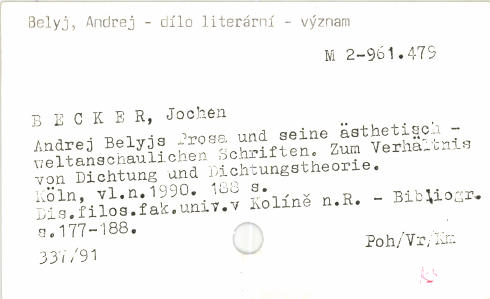 Belyj, Andrej - dílo literární - význam
M 2-961.479
B E C K E R, Jochen
Andrej Belyjs Prosa und seine ästhetisch -
weltanschaulichen Schriften. Zum Verhältnis
von Dichtung und Dichtungstheorie.
Köln, vl.n.1990. 188 s.
Dis.filos.fak.univ.v Kolíně n.R. - Bibliogr.
s.177-188.
Poh/Vr/Km
337/91